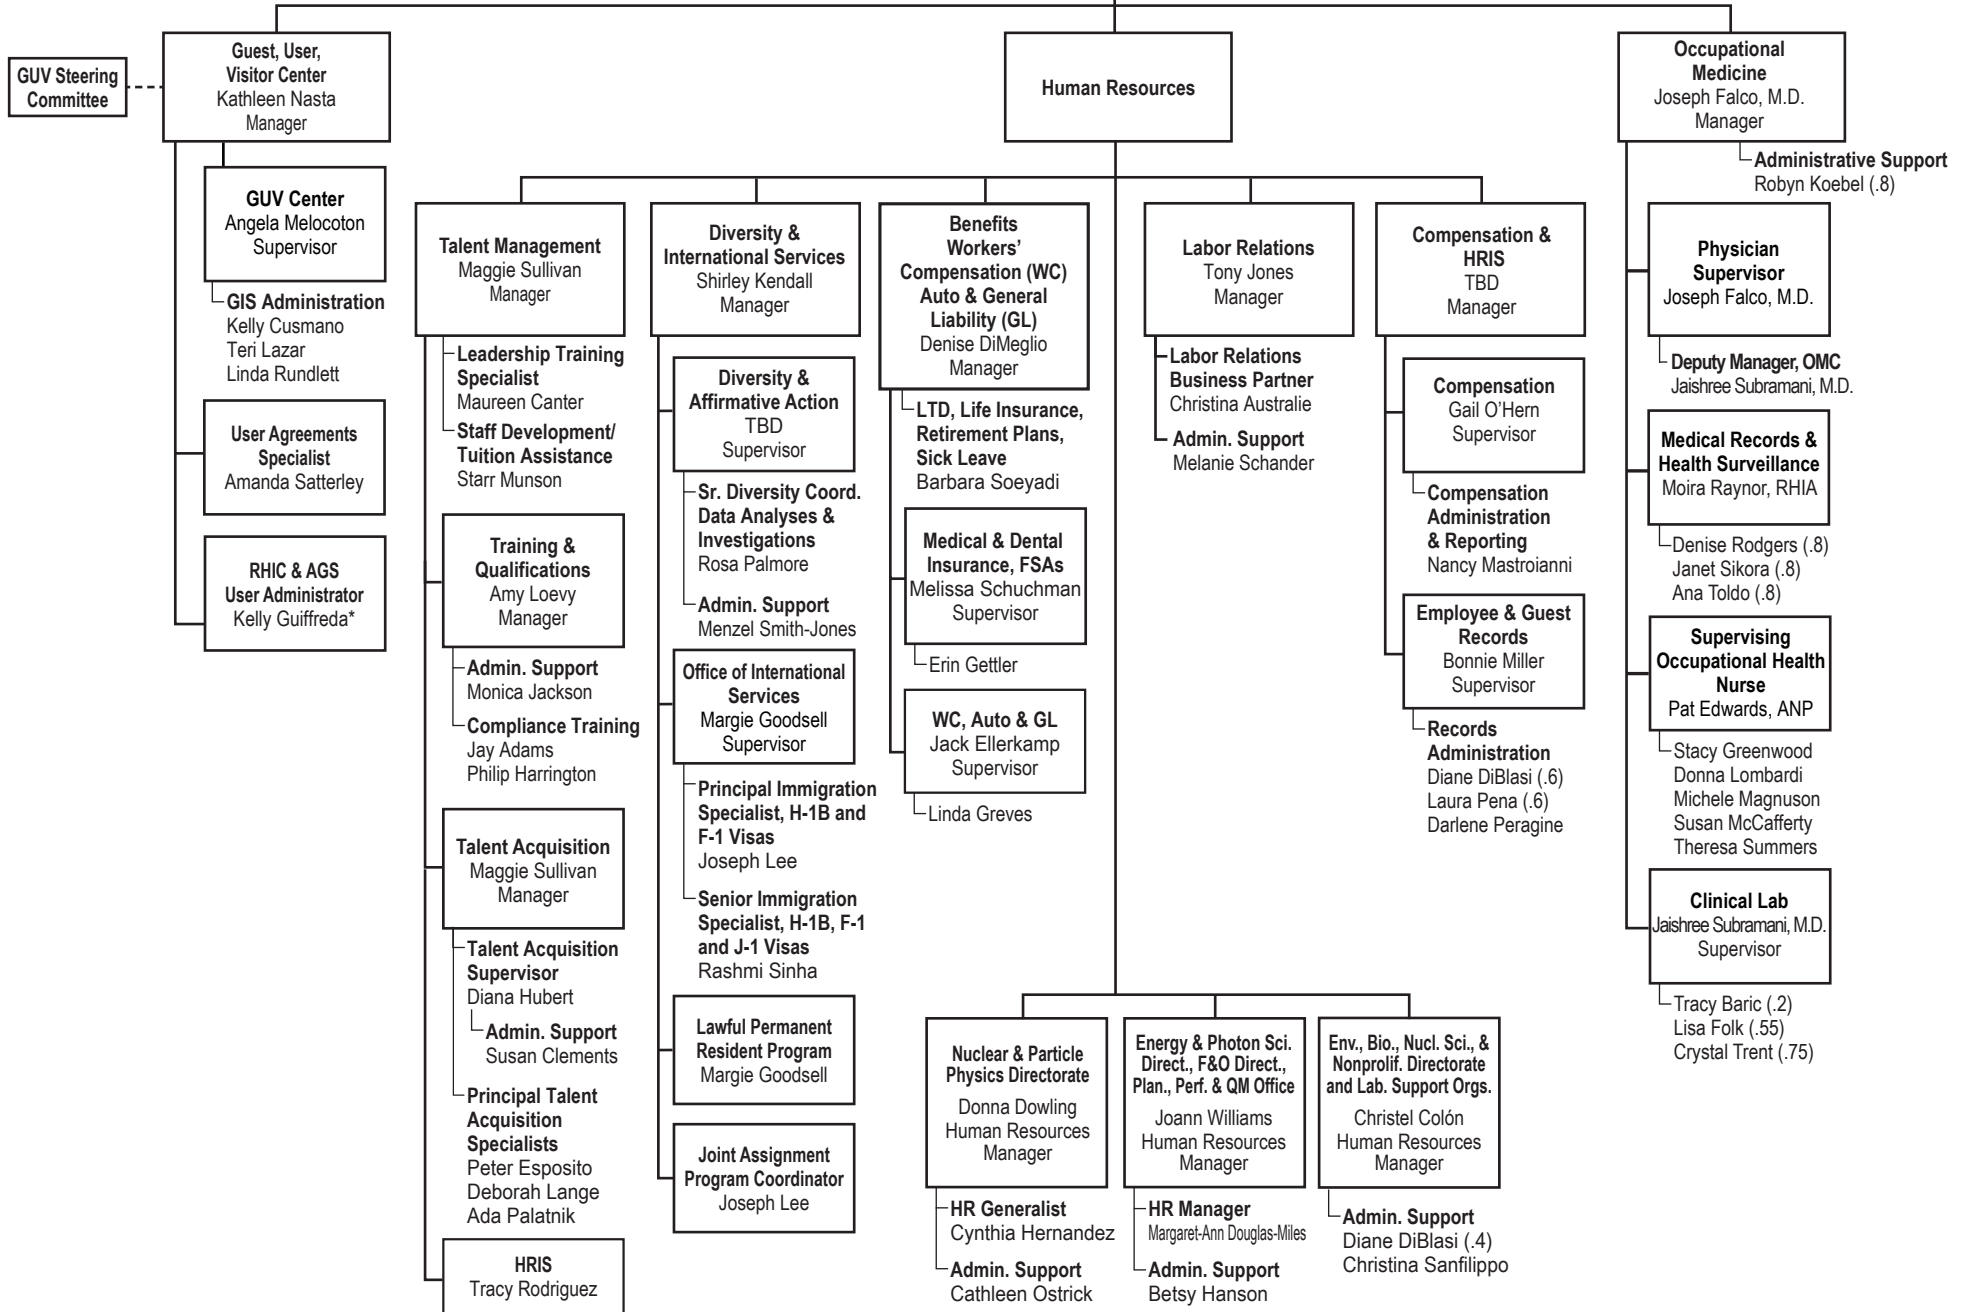 GUV Steering
Committee
Guest, User,
Visitor Center
Kathleen Nasta
Manager
GUV Center
Angela Melocoton
Supervisor
GIS Administration
Kelly Cusmano
Teri Lazar
Linda Rundlett
User Agreements
Specialist
Amanda Satterley
RHIC & AGS
User Administrator
Kelly Guiffreda*
Human Resources
Talent Management
Maggie Sullivan
Manager
Leadership Training
Specialist
Maureen Canter
Staff Development/
Tuition Assistance
Starr Munson
Training &
Qualifications
Amy Loevy
Manager
Admin. Support
Monica Jackson
Compliance Training
Jay Adams
Philip Harrington
Talent Acquisition
Maggie Sullivan
Manager
Talent Acquisition
Supervisor
Diana Hubert
Admin. Support
Susan Clements
Principal Talent
Acquisition
Specialists
Peter Esposito
Deborah Lange
Ada Palatnik
HRIS
Tracy Rodriguez
Diversity &
International Services
Shirley Kendall
Manager
Diversity &
Affirmative Action
TBD
Supervisor
Sr. Diversity Coord.
Data Analyses &
Investigations
Rosa Palmore
Admin. Support
Menzel Smith-Jones
Office of International
Services
Margie Goodsell
Supervisor
Principal Immigration
Specialist, H-1B and
F-1 Visas
Joseph Lee
Senior Immigration
Specialist, H-1B, F-1
and J-1 Visas
Rashmi Sinha
Lawful Permanent
Resident Program
Margie Goodsell
Joint Assignment
Program Coordinator
Joseph Lee
Benefits
Workers’
Compensation (WC)
Auto & General
Liability (GL)
Denise DiMeglio
Manager
LTD, Life Insurance,
Retirement Plans,
Sick Leave
Barbara Soeyadi
Medical & Dental
Insurance, FSAs
Melissa Schuchman
Supervisor
Erin Gettler
WC, Auto & GL
Jack Ellerkamp
Supervisor
Linda Greves
Labor Relations
Tony Jones
Manager
Labor Relations
Business Partner
Christina Australie
Admin. Support
Melanie Schander
Compensation &
HRIS
TBD
Manager
Compensation
Gail O’Hern
Supervisor
Compensation
Administration
& Reporting
Nancy Mastroianni
Employee & Guest
Records
Bonnie Miller
Supervisor
Records
Administration
Diane DiBlasi (.6)
Laura Pena (.6)
Darlene Peragine
Nuclear & Particle
Physics Directorate
Donna Dowling
Human Resources
Manager
HR Generalist
Cynthia Hernandez
Admin. Support
Cathleen Ostrick
Energy & Photon Sci.
Direct., F&O Direct.,
Plan., Perf. & QM Office
Joann Williams
Human Resources
Manager
HR Manager
Margaret-Ann Douglas-Miles
Admin. Support
Betsy Hanson
Env., Bio., Nucl. Sci., &
Nonprolif. Directorate
and Lab. Support Orgs.
Christel Colón
Human Resources
Manager
Admin. Support
Diane DiBlasi (.4)
Christina Sanfilippo
Occupational
Medicine
Joseph Falco, M.D.
Manager
Administrative Support
Robyn Koebel (.8)
Physician
Supervisor
Joseph Falco, M.D.
Deputy Manager, OMC
Jaishree Subramani, M.D.
Medical Records &
Health Surveillance
Moira Raynor, RHIA
Denise Rodgers (.8)
Janet Sikora (.8)
Ana Toldo (.8)
Supervising
Occupational Health
Nurse
Pat Edwards, ANP
Stacy Greenwood
Donna Lombardi
Michele Magnuson
Susan McCafferty
Theresa Summers
Clinical Lab
Jaishree Subramani, M.D.
Supervisor
Tracy Baric (.2)
Lisa Folk (.55)
Crystal Trent (.75)